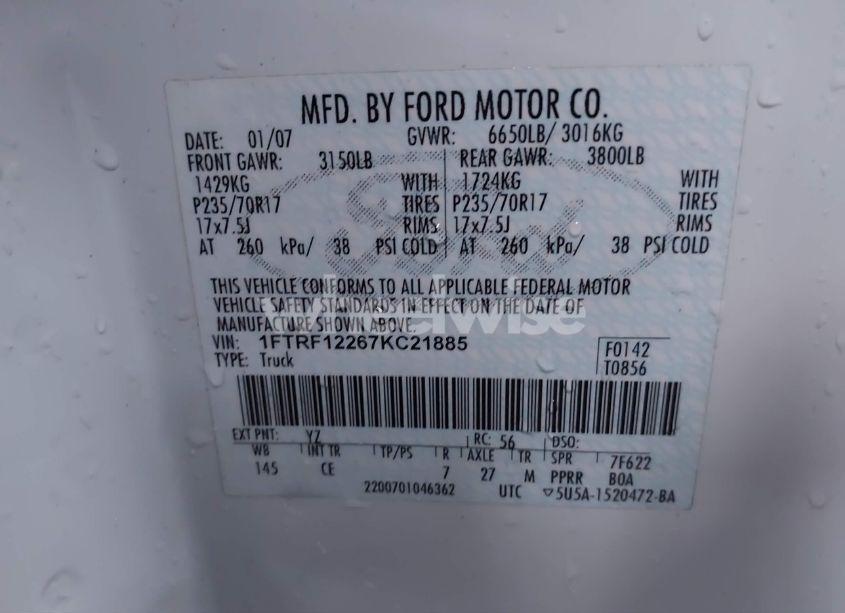 MFD. BY FORD MOTOR CO.
DATE: 01/07 GVWR: 6650LB/ 3016KG
FRONT GAWR: 3150LB REAR GAWR: 3800LB
1429KG WITH 1724KG WITH
P235/70R17 TIRES P235/70R17 TIRES
17x7.5J RIMS 17x7.5J RIMS
AT 260 kPa/ 38 PSI COLD AT 260 kPa/ 38 PSI COLD
THIS VEHICLE CONFORMS TO ALL APPLICABLE FEDERAL MOTOR
VEHICLE SAFETY STANDARDS IN EFFECT ON THE DATE OF
MANUFACTURE SHOWN ABOVE.
VIN: 1FTRF12267KC21885 F0142
TYPE: Truck T0856
EXT PNT: YZ RC: 56 DSO:
WB INT TR TP/PS R AXLE TR SPR 7F622
145 CE 7 27 M PPRR BOA
2200701046362 UTC ▽5U5A-1520472-BA